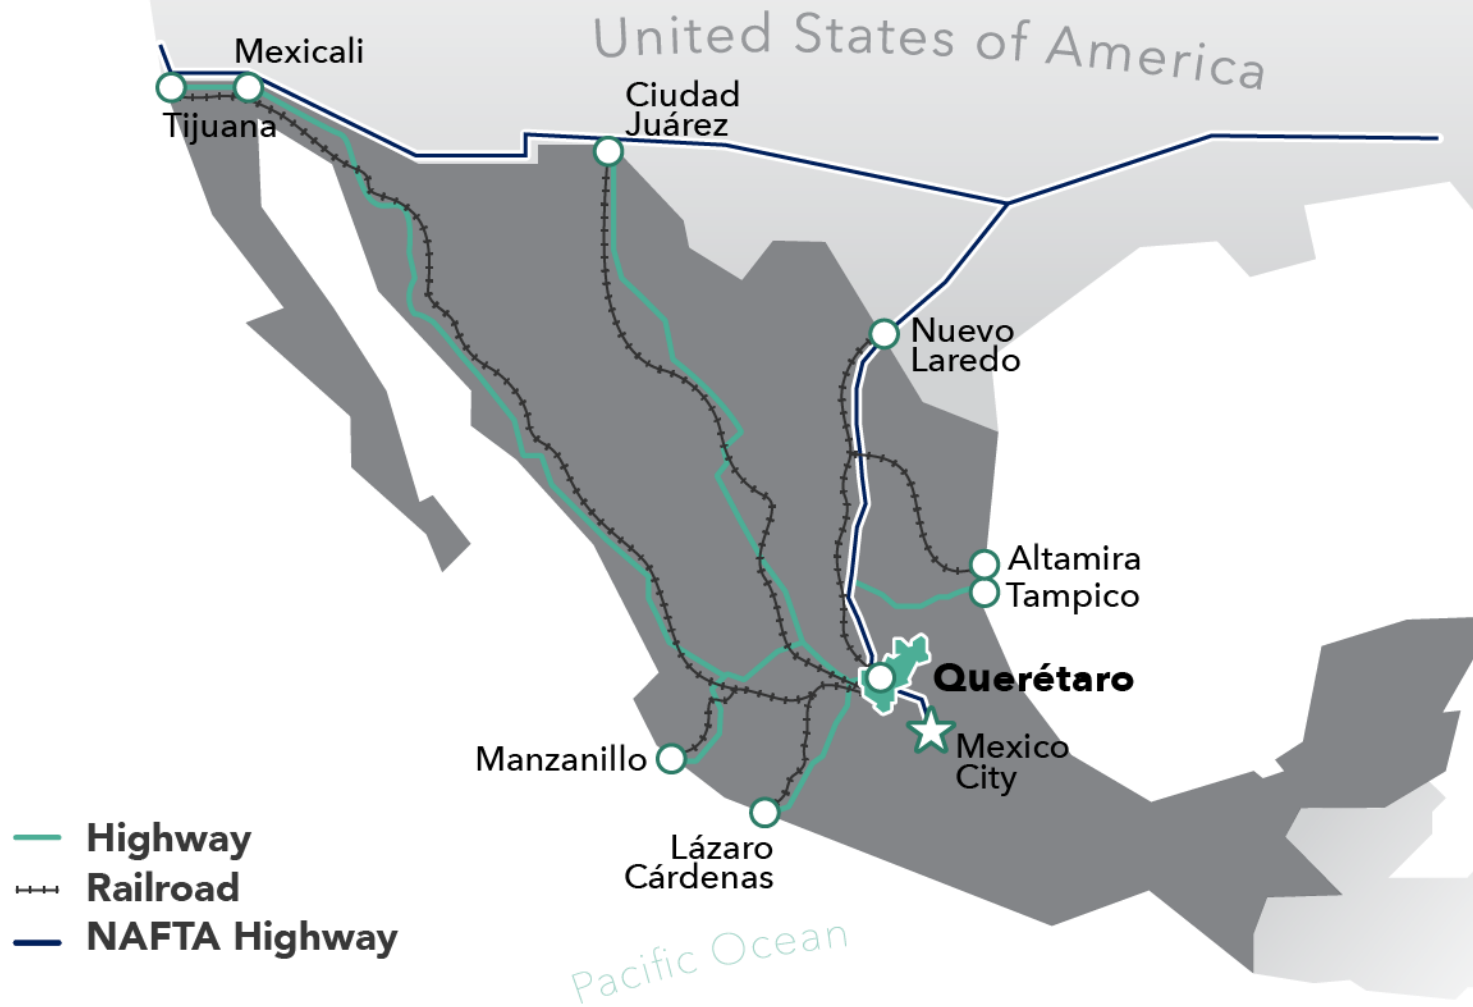 United States of America
Mexicali
Tijuana
Ciudad
Juárez
Nuevo
Laredo
Altamira
Tampico
Querétaro
Mexico
City
Manzanillo
Lázaro
Cárdenas
Highway
Railroad
NAFTA Highway
Pacific Ocean